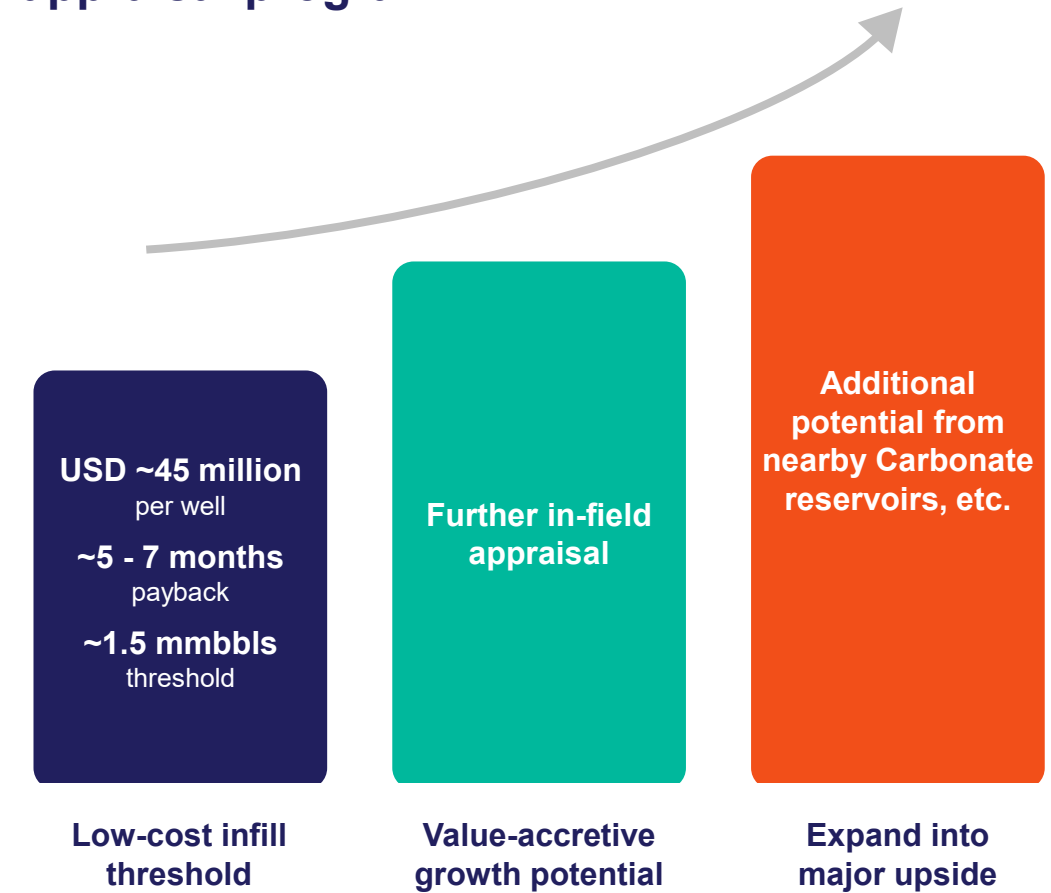 USD ~45 million
per well
~5 - 7 months
payback
~1.5 mmbbls
threshold
Low-cost infill
threshold
Further in-field
appraisal
Value-accretive
growth potential
Additional
potential from
nearby Carbonate
reservoirs, etc.
Expand into
major upside